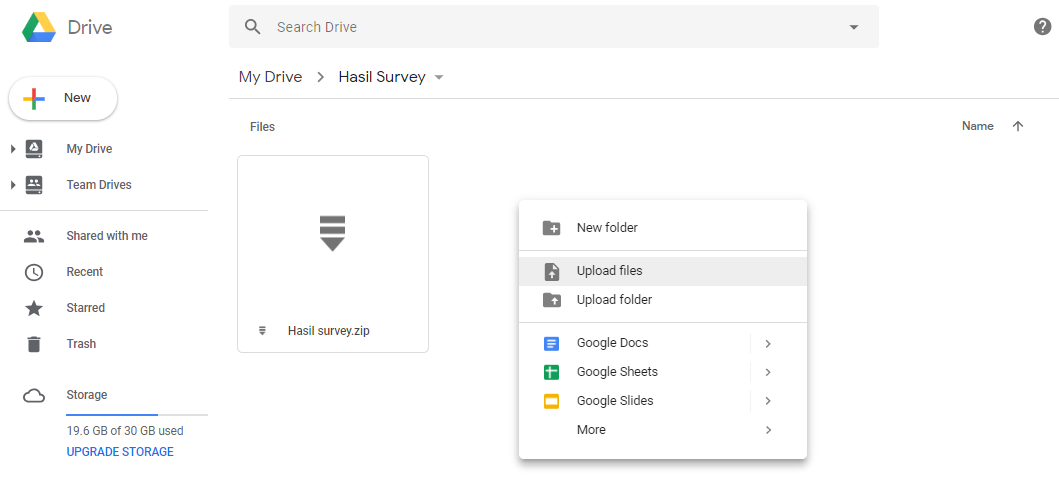 Drive
Search Drive
My Drive > Hasil Survey
New
Files
Name
My Drive
Team Drives
Shared with me
Recent
Starred
Trash
Storage
19.6 GB of 30 GB used
UPGRADE STORAGE
Hasil survey.zip
New folder
Upload files
Upload folder
Google Docs
Google Sheets
Google Slides
More